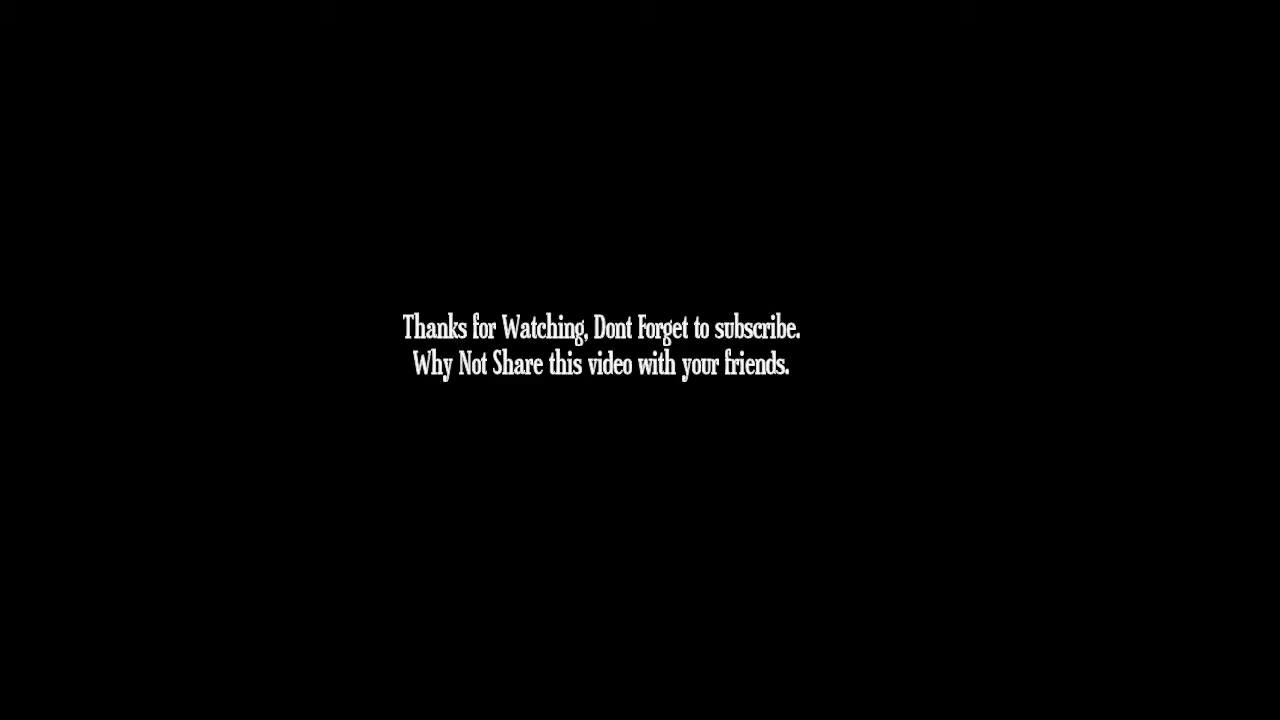 Thanks for Watching, Dont Forget to subscribe.
Why Not Share this video with your friends.